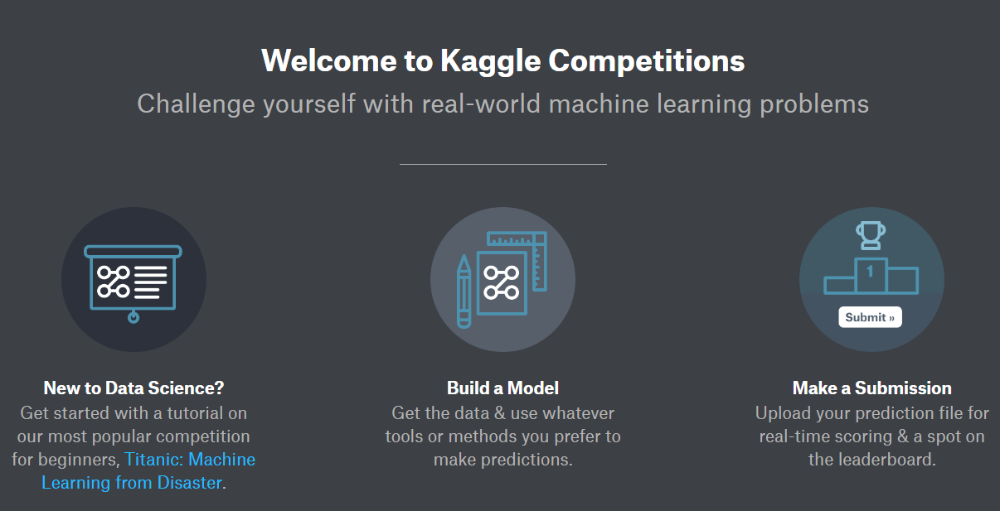 Welcome to Kaggle Competitions
Challenge yourself with real-world machine learning problems
New to Data Science?
Get started with a tutorial on
our most popular competition
for beginners, Titanic: Machine
Learning from Disaster.
Build a Model
Get the data & use whatever
tools or methods you prefer to
make predictions.
1
Submit »
Make a Submission
Upload your prediction file for
real-time scoring & a spot on
the leaderboard.